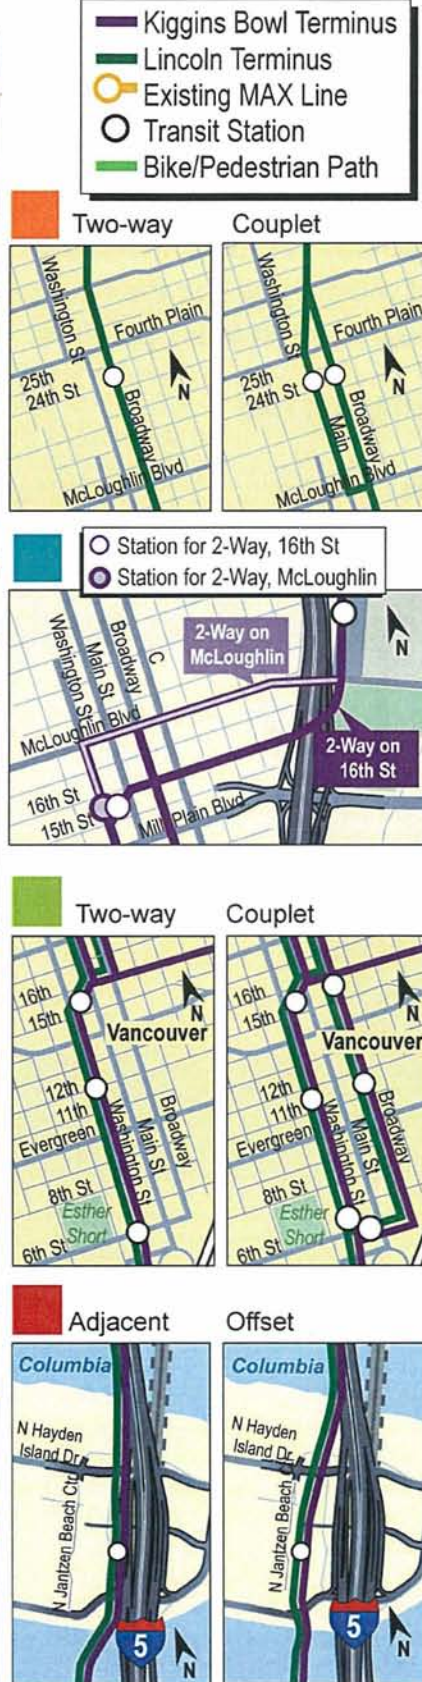 Kiggins Bowl Terminus
Lincoln Terminus
Existing MAX Line
Transit Station
Bike/Pedestrian Path
Two-way
Couplet
Washington St
Fourth Plain
25th
24th St
Broadway
McLoughlin Blvd
N
Washington St
Fourth Plain
25th
24th St
Main
Broadway
McLoughlin Blvd
N
Station for 2-Way, 16th St
Station for 2-Way, McLoughlin
Washington St
Main St
Broadway
C
2-Way on
McLoughlin
N
McLoughlin Blvd
2-Way on
16th St
16th St
15th St
Mill Plain Blvd
Two-way
Couplet
16th
15th
N
Vancouver
12th
11th
Evergreen
Washington St
Main St
Broadway
8th St
Esther
Short
6th St
16th
15th
N
Vancouver
12th
11th
Evergreen
Washington St
Main St
Broadway
8th St
Esther
Short
6th St
Adjacent
Offset
Columbia
N Hayden
Island Dr
N Jantzen Beach Ctr
5
N
Columbia
N Hayden
Island Dr
N Jantzen Beach Ctr
5
N